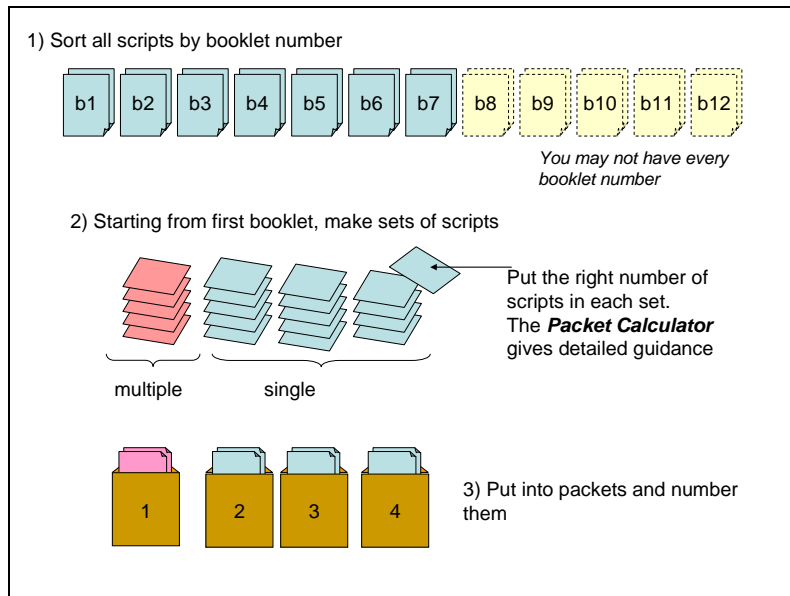 1) Sort all scripts by booklet number
b1 b2 b3 b4 b5 b6 b7 b8 b9 b10 b11 b12
You may not have every
booklet number
2) Starting from first booklet, make sets of scripts
Put the right number of
scripts in each set.
The Packet Calculator
gives detailed guidance
multiple single
1 2 3 4
3) Put into packets and number
them